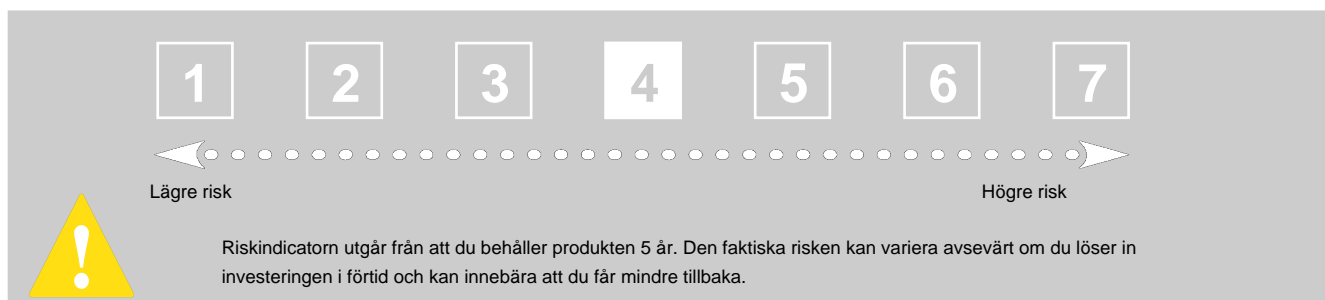 1 2 3 4 5 6 7
Lägre risk Högre risk
Riskindicatorn utgår från att du behåller produkten 5 år. Den faktiska risken kan variera avsevärt om du löser in
investeringen i förtid och kan innebära att du får mindre tillbaka.